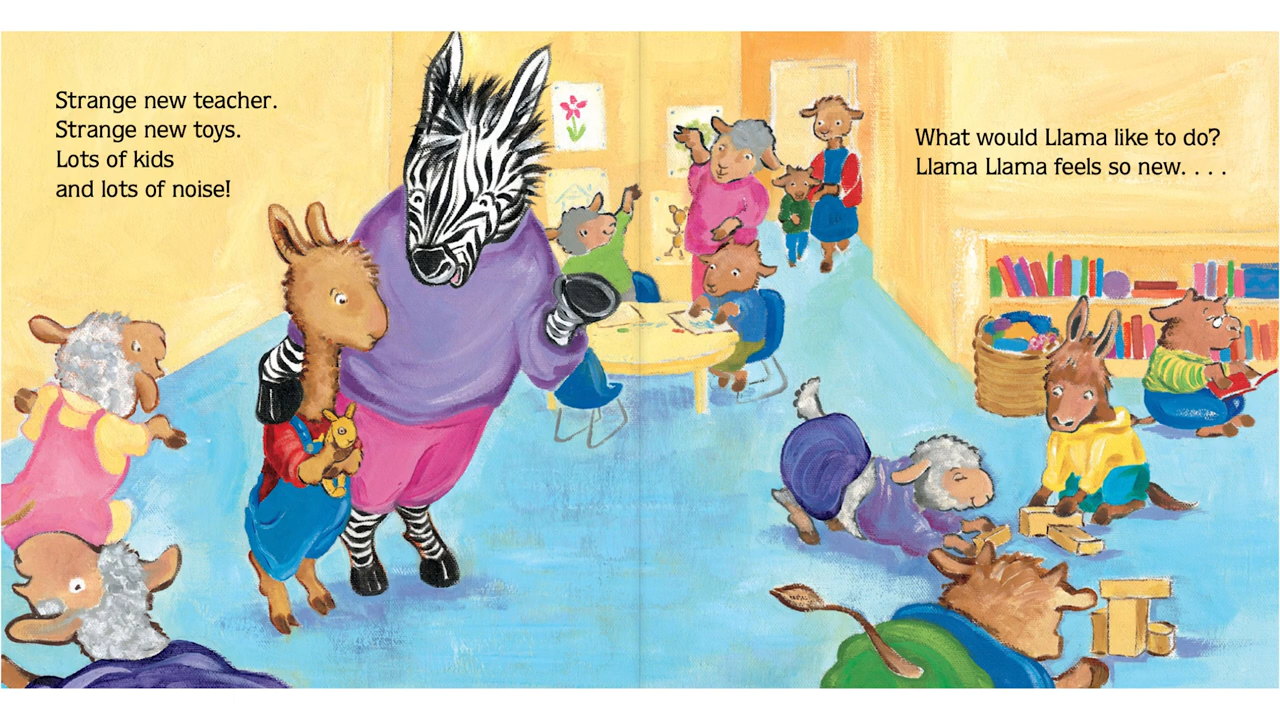 Strange new teacher.
Strange new toys.
Lots of kids
and lots of noise!
What would Llama like to do?
Llama Llama feels so new. . . .